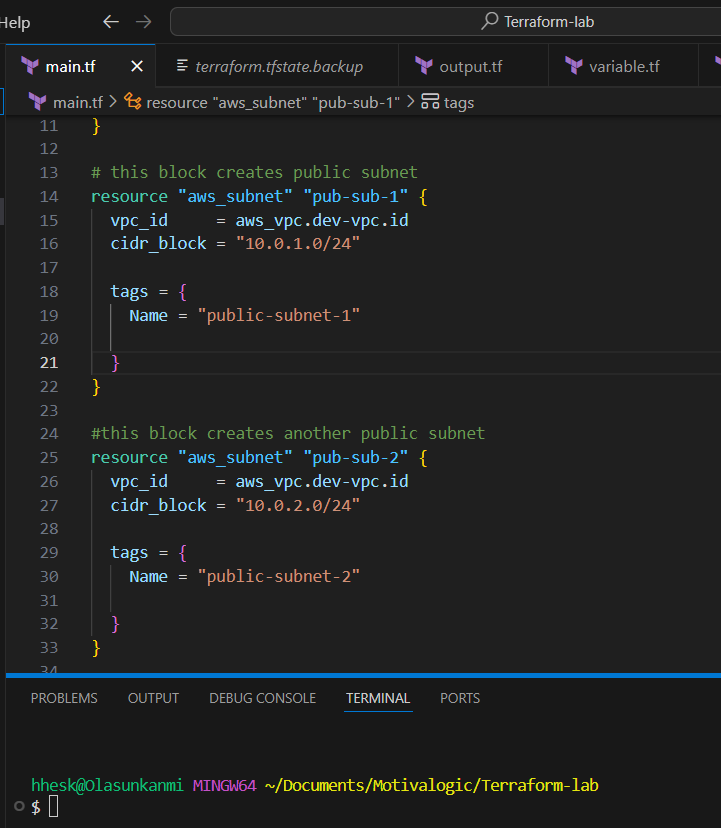 Help
Terraform-lab
main.tf
terraform.tfstate.backup
output.tf
variable.tf
main.tf > resource "aws_subnet" "pub-sub-1" > tags
11 }
12
13 # this block creates public subnet
14 resource "aws_subnet" "pub-sub-1" {
15 vpc_id     = aws_vpc.dev-vpc.id
16 cidr_block = "10.0.1.0/24"
17
18 tags = {
19 Name = "public-subnet-1"
20
21 }
22 }
23
24 #this block creates another public subnet
25 resource "aws_subnet" "pub-sub-2" {
26 vpc_id     = aws_vpc.dev-vpc.id
27 cidr_block = "10.0.2.0/24"
28
29 tags = {
30 Name = "public-subnet-2"
31
32 }
33 }
34
PROBLEMS OUTPUT DEBUG CONSOLE TERMINAL PORTS
hhesk@Olasunkanmi MINGW64 ~/Documents/Motivalogic/Terraform-lab
$